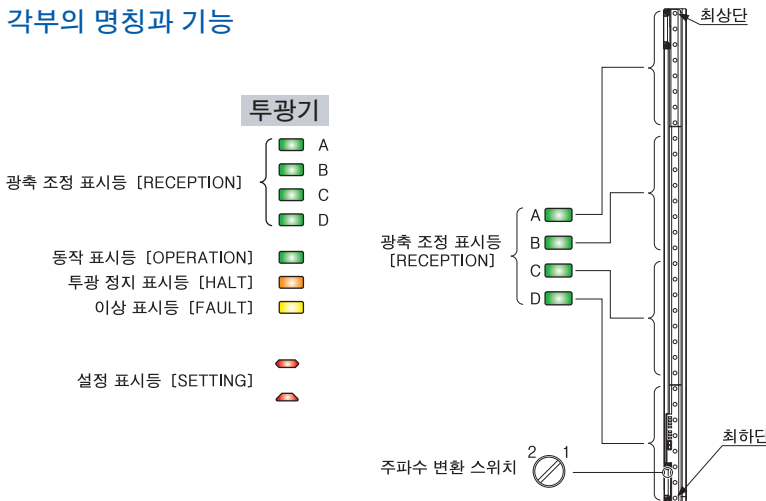 각부의 명칭과 기능
투광기
광축 조정 표시등 [RECEPTION]
A
B
C
D
동작 표시등 [OPERATION]
투광 정지 표시등 [HALT]
이상 표시등 [FAULT]
설정 표시등 [SETTING]
최상단
광축 조정 표시등
[RECEPTION]
A
B
C
D
주파수 변환 스위치
2 1
최하단